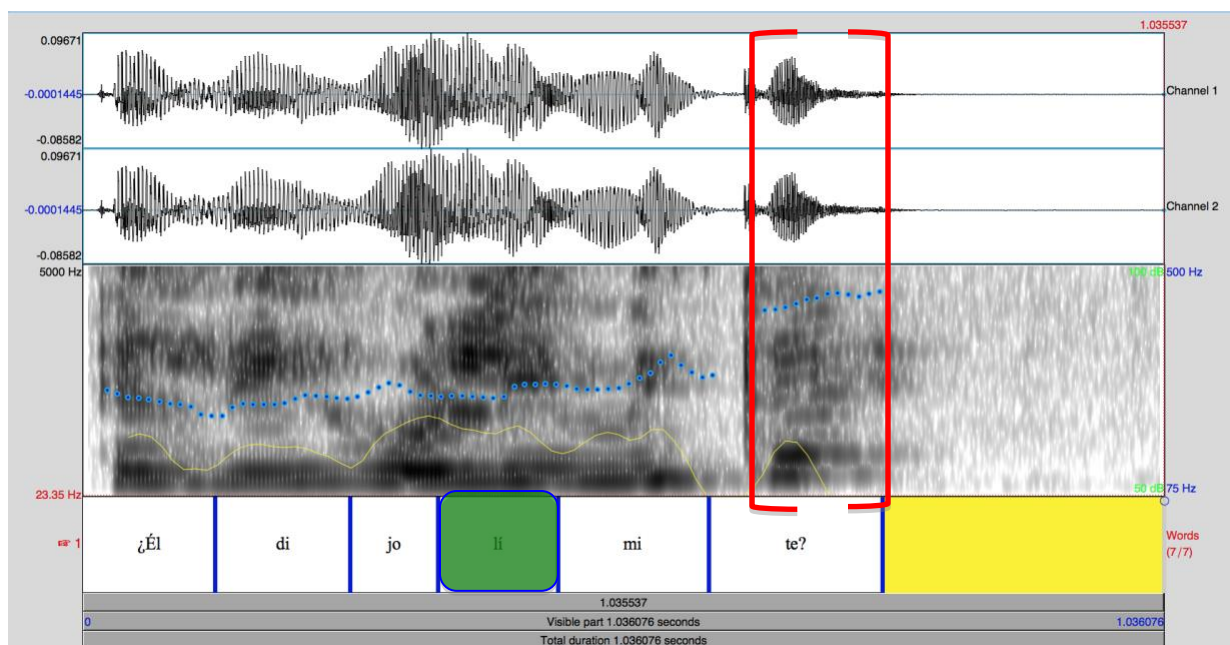 1.035537
0.09671
-0.0001445
Channel 1
-0.08582
0.09671
-0.0001445
Channel 2
-0.08582
5000 Hz
100 dB 500 Hz
23.35 Hz
50 dB 75 Hz
☞ 1
¿Él di jo li mi te?
Words
(7/7)
1.035537
0 Visible part 1.036076 seconds 1.036076
Total duration 1.036076 seconds